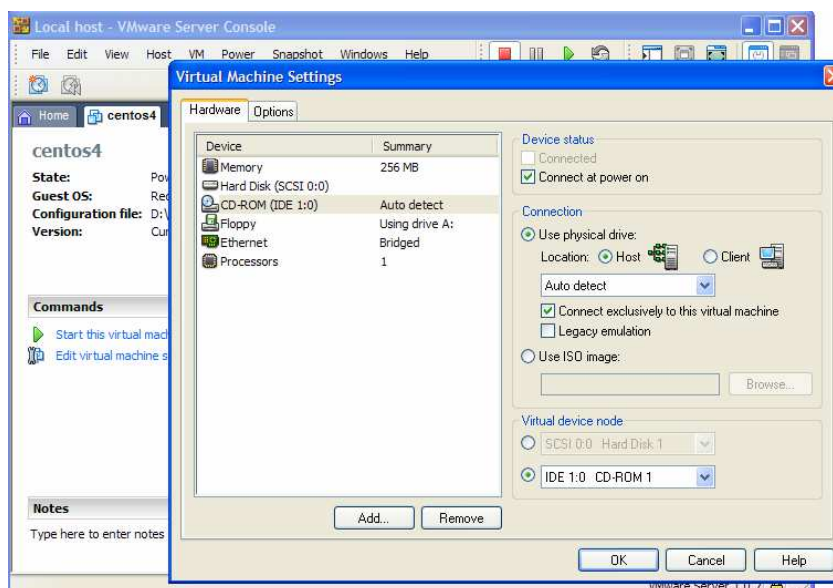 Local host - VMware Server Console
File Edit View Host VM Power Snapshot Windows Help
Virtual Machine Settings
Home centos4
Hardware Options
centos4
State:
Guest OS:
Configuration file: D:\
Version:
Commands
Start this virtual
Edit virtual machine
Notes
Type here to enter notes
Device Summary
Memory 256 MB
Hard Disk (SCSI 0:0)
CD-ROM (IDE 1:0) Auto detect
Floppy Using drive A:
Ethernet Bridged
Processors 1
Add... Remove
Device status
Connected
Connect at power on
Connection
Use physical drive:
Location: Host Client
Auto detect
Connect exclusively to this virtual machine
Legacy emulation
Use ISO image:
Browse...
Virtual device node
SCSI 0:0 Hard Disk 1
IDE 1:0 CD-ROM 1
OK Cancel Help